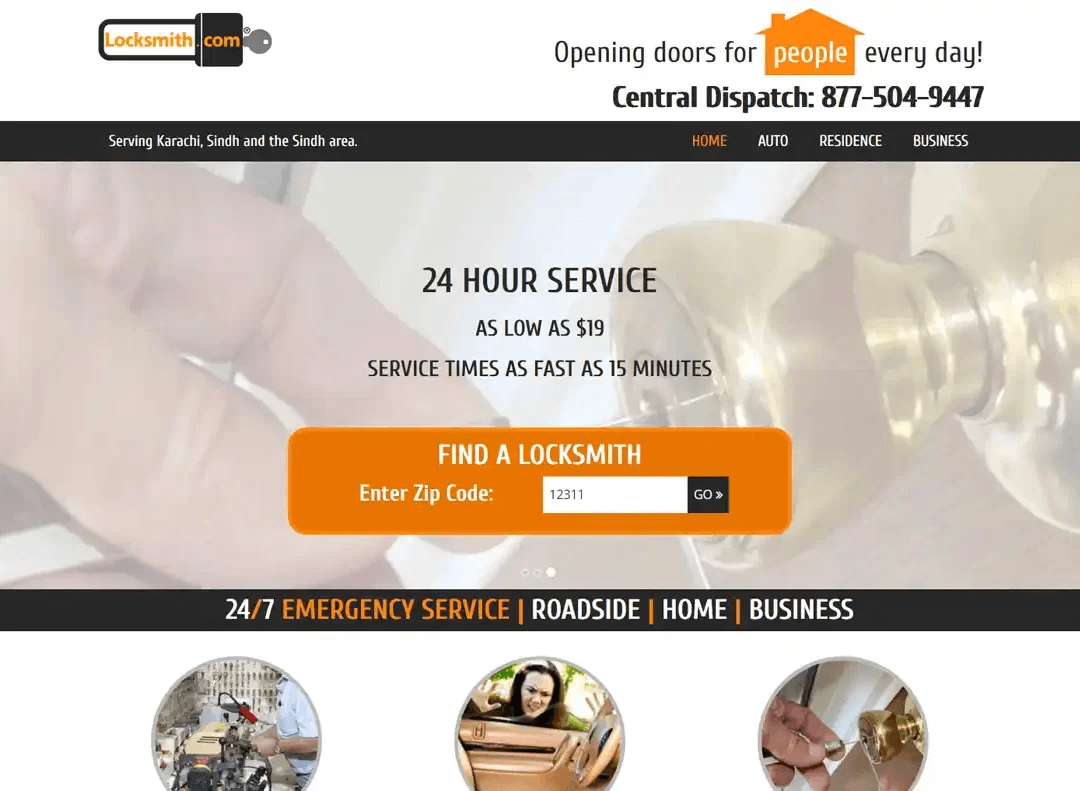 Locksmith.com®
Opening doors for people every day!
Central Dispatch: 877-504-9447
Serving Karachi, Sindh and the Sindh area.
HOME AUTO RESIDENCE BUSINESS
24 HOUR SERVICE
AS LOW AS $19
SERVICE TIMES AS FAST AS 15 MINUTES
FIND A LOCKSMITH
Enter Zip Code: 12311 GO »
24/7 EMERGENCY SERVICE | ROADSIDE | HOME | BUSINESS